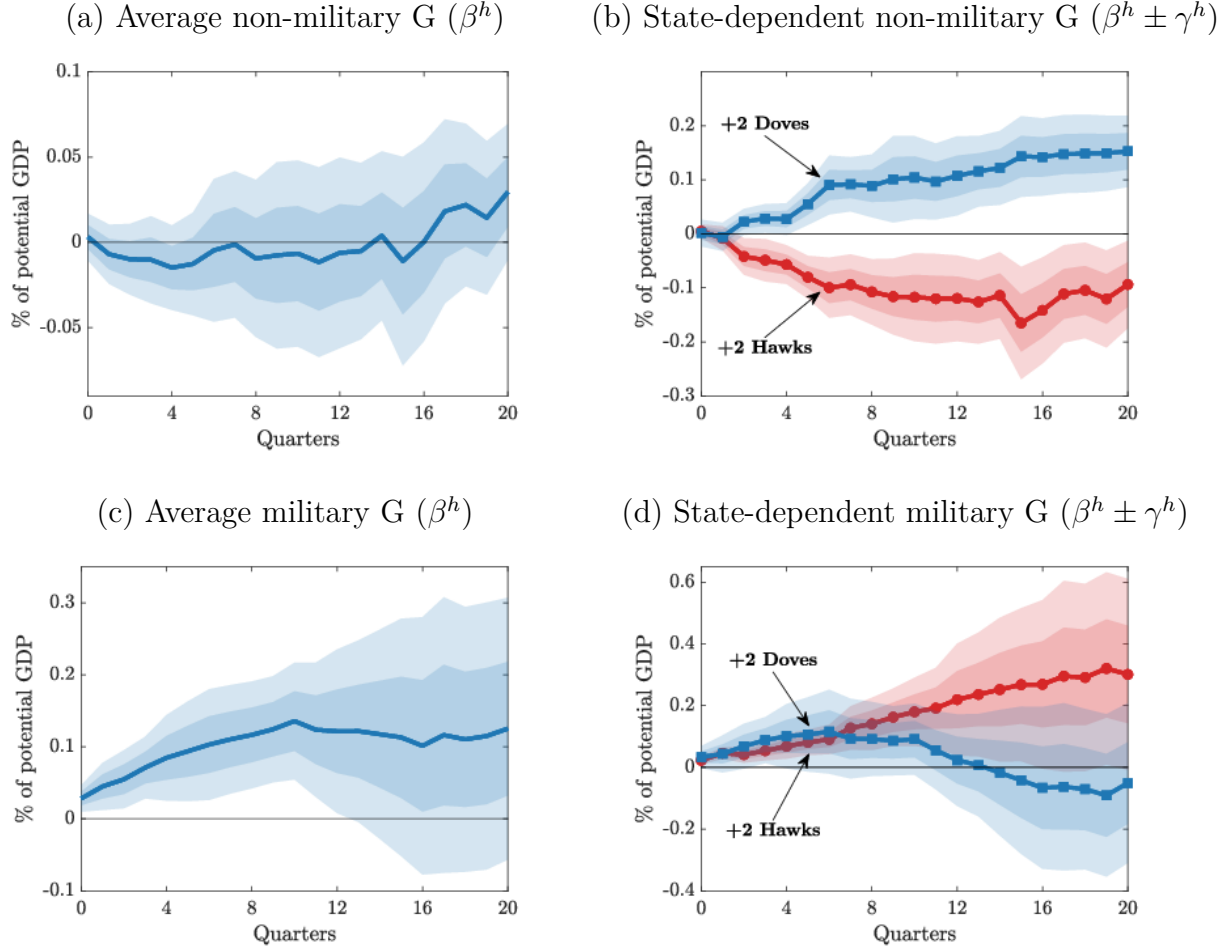 (a) Average non-military G (β^h)
(b) State-dependent non-military G (β^h ± γ^h)
0.1
0.05
0
-0.05
% of potential GDP
0 4 8 12 16 20
Quarters
0.2
0.1
0
-0.1
-0.2
-0.3
% of potential GDP
+2 Doves
+2 Hawks
0 4 8 12 16 20
Quarters
(c) Average military G (β^h)
(d) State-dependent military G (β^h ± γ^h)
0.3
0.2
0.1
0
-0.1
% of potential GDP
0 4 8 12 16 20
Quarters
0.6
0.4
0.2
0
-0.2
-0.4
% of potential GDP
+2 Doves
+2 Hawks
0 4 8 12 16 20
Quarters